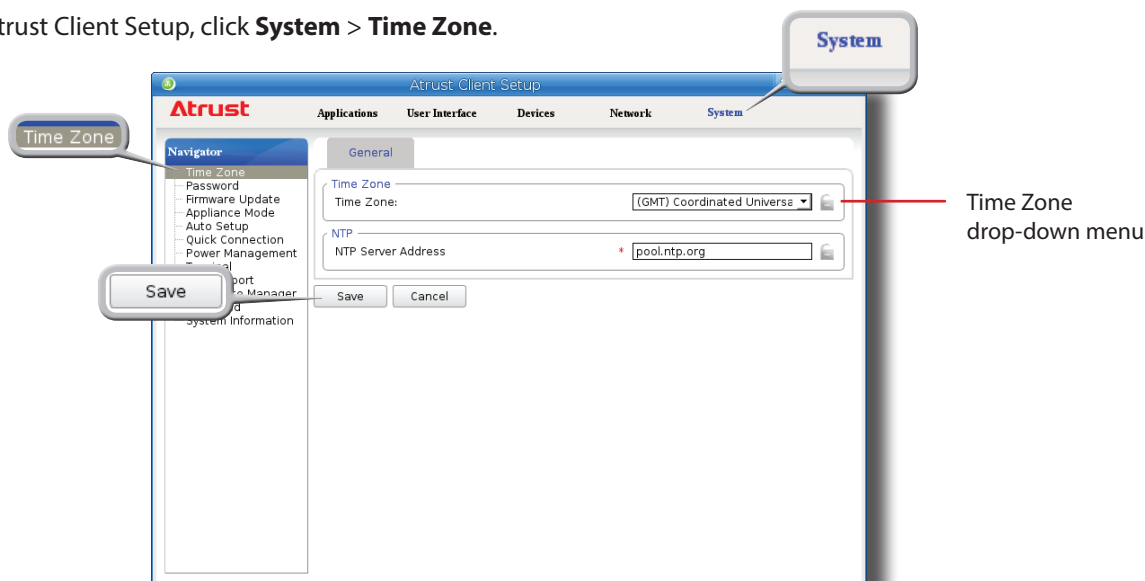 trust Client Setup, click System > Time Zone.
System
Atrust Client Setup
Atrust
Applications User Interface Devices Network System
Time Zone
Navigator
Time Zone
Password
Firmware Update
Appliance Mode
Auto Setup
Quick Connection
Power Management
System Information
General
Time Zone
Time Zone: (GMT) Coordinated Universa
NTP
NTP Server Address * pool.ntp.org
Save Cancel
Save
Time Zone
drop-down menu